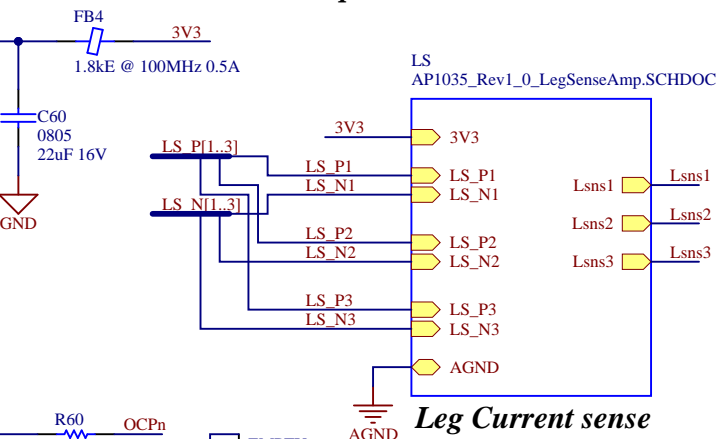 FB4
3V3
1.8kE @ 100MHz 0.5A
C60
0805
22uF 16V
GND
LS
AP1035_Rev1_0_LegSenseAmp.SCHDOC
3V3
3V3
LS_P[1..3]
LS_N[1..3]
LS_P1
LS_N1
LS_P1
LS_N1
LS_P2
LS_N2
LS_P2
LS_N2
LS_P3
LS_N3
LS_P3
LS_N3
Lsns1
Lsns1
Lsns2
Lsns2
Lsns3
Lsns3
AGND
AGND
Leg Current sense
R60
OCPn